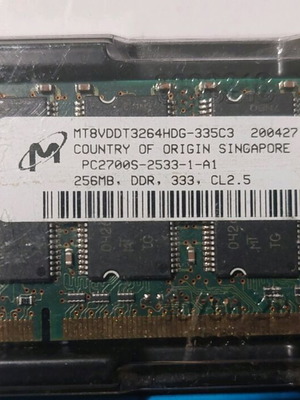 MT8VDDT3264HDG-335C3 200427
COUNTRY OF ORIGIN SINGAPORE
PC2700S-2533-1-A1
256MB, DDR, 333, CL2.5